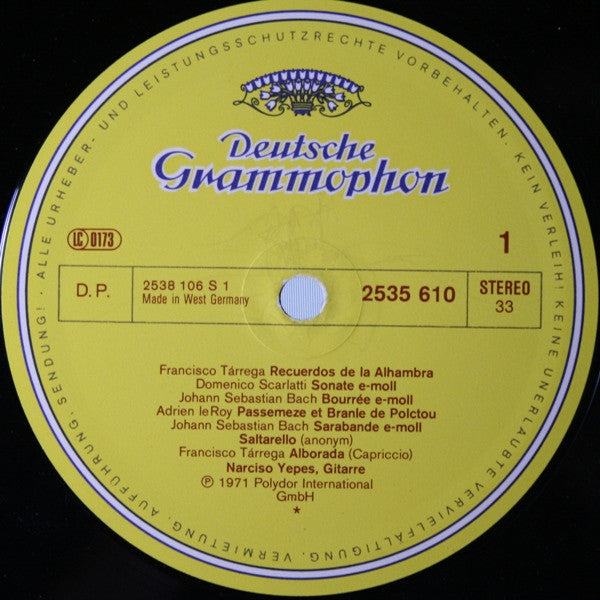 ALLE URHEBER- UND LEISTUNGSSCHUTZRECHTE VORBEHALTEN. KEIN VERLEIH! KEINE UNERLAUBTE VERVIELFÄLTIGUNG, VERMIETUNG, AUFFÜHRUNG, SENDUNG!
Deutsche
Grammophon
LC 0173
1
D.P.
2538 106 S 1
Made in West Germany
2535 610
STEREO
33
Francisco Tárrega Recuerdos de la Alhambra
Domenico Scarlatti Sonate e-moll
Johann Sebastian Bach Bourrée e-moll
Adrien leRoy Passemeze et Branle de Polctou
Johann Sebastian Bach Sarabande e-moll
Saltarello (anonym)
Francisco Tárrega Alborada (Capriccio)
Narciso Yepes, Gitarre
Ⓟ 1971 Polydor International
GmbH
*